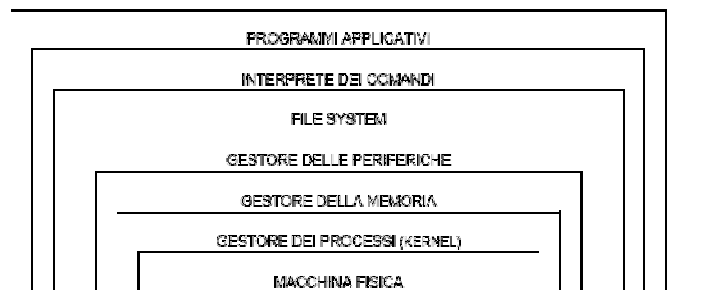 PROGRAMMI APPLICATIVI
INTERPRETE DEI COMANDI
FILE SYSTEM
GESTORE DELLE PERIFERICHE
GESTORE DELLA MEMORIA
GESTORE DEI PROCESSI (KERNEL)
MACCHINA FISICA